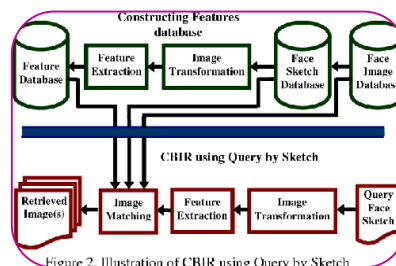 Constructing Features
database
Feature
Database
Feature
Extraction
Image
Transformation
Face
Sketch
Database
Face
Image
Database
CBIR using Query by Sketch
Retrieved
Image(s)
Image
Matching
Feature
Extraction
Image
Transformation
Query
Face
Sketch
Figure 2. Illustration of CBIR using Query by Sketch